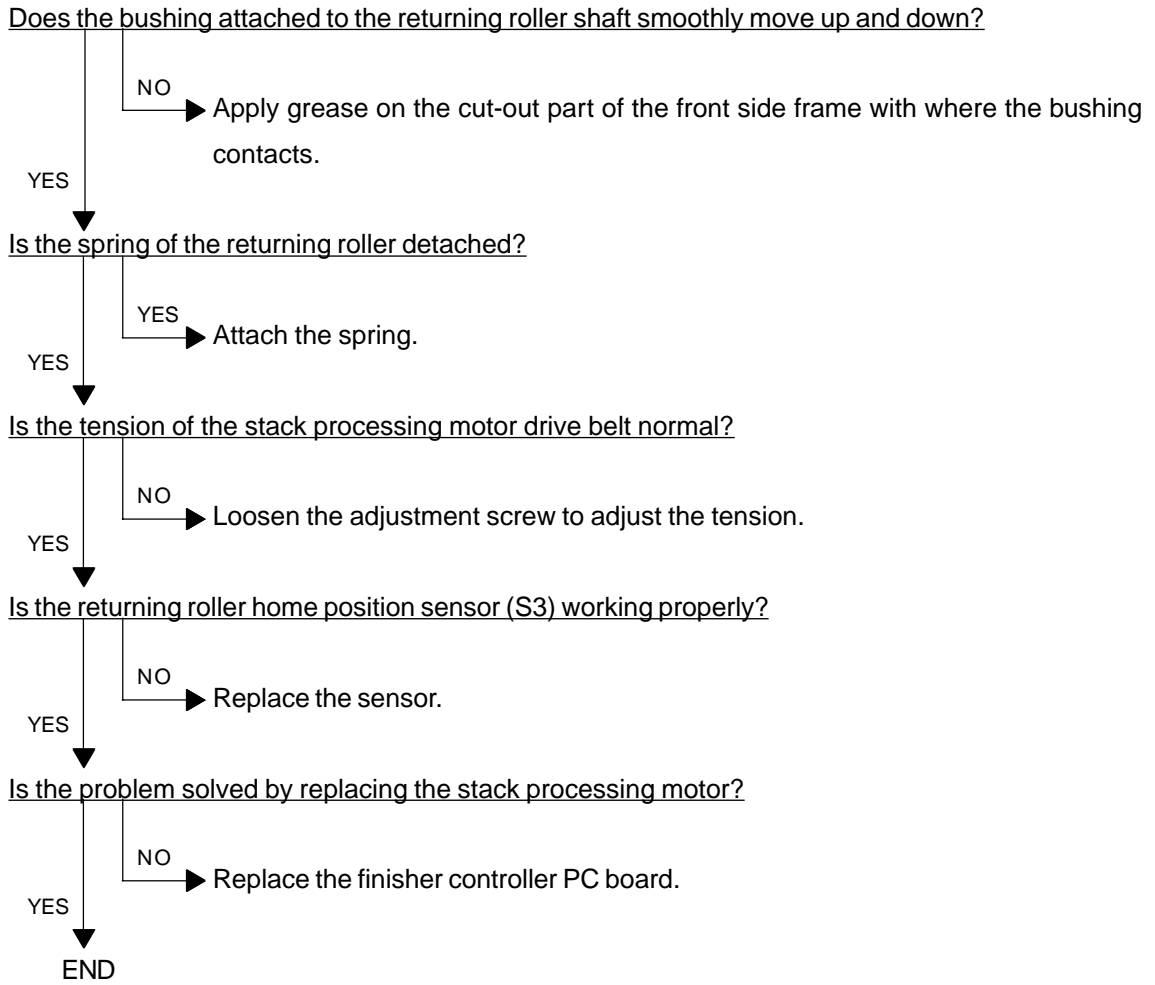 Does the bushing attached to the returning roller shaft smoothly move up and down?
NO
Apply grease on the cut-out part of the front side frame with where the bushing
contacts.
YES
Is the spring of the returning roller detached?
YES
Attach the spring.
YES
Is the tension of the stack processing motor drive belt normal?
NO
Loosen the adjustment screw to adjust the tension.
YES
Is the returning roller home position sensor (S3) working properly?
NO
Replace the sensor.
YES
Is the problem solved by replacing the stack processing motor?
NO
Replace the finisher controller PC board.
YES
END